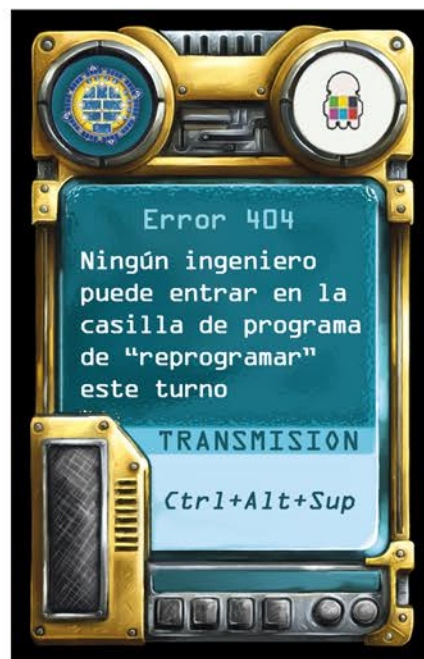 Error 404
Ningún ingeniero
puede entrar en la
casilla de programa
de “reprogramar”
este turno
TRANSMISION
Ctrl+Alt+Sup